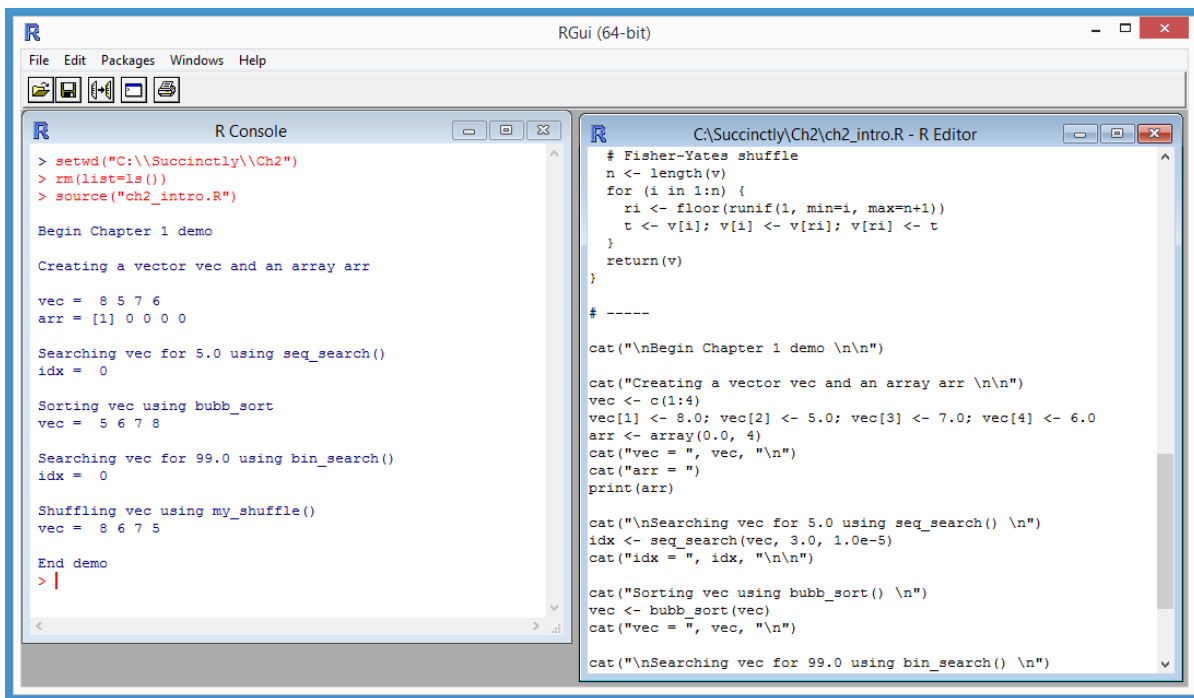 RGui (64-bit)
File Edit Packages Windows Help
R Console
> setwd("C:\\Succinctly\\Ch2")
> rm(list=ls())
> source("ch2_intro.R")
Begin Chapter 1 demo
Creating a vector vec and an array arr
vec =  8 5 7 6
arr = [1] 0 0 0 0
Searching vec for 5.0 using seq_search()
idx =  0
Sorting vec using bubb_sort
vec =  5 6 7 8
Searching vec for 99.0 using bin_search()
idx =  0
Shuffling vec using my_shuffle()
vec =  8 6 7 5
End demo
>
C:\Succinctly\Ch2\ch2_intro.R - R Editor
# Fisher-Yates shuffle
n <- length(v)
for (i in 1:n) {
ri <- floor(runif(1, min=i, max=n+1))
t <- v[i]; v[i] <- v[ri]; v[ri] <- t
}
return(v)
}
# -----
cat("\nBegin Chapter 1 demo \n\n")
cat("Creating a vector vec and an array arr \n\n")
vec <- c(1:4)
vec[1] <- 8.0; vec[2] <- 5.0; vec[3] <- 7.0; vec[4] <- 6.0
arr <- array(0.0, 4)
cat("vec = ", vec, "\n")
cat("arr = ")
print(arr)
cat("\nSearching vec for 5.0 using seq_search() \n")
idx <- seq_search(vec, 3.0, 1.0e-5)
cat("idx = ", idx, "\n\n")
cat("Sorting vec using bubb_sort() \n")
vec <- bubb_sort(vec)
cat("vec = ", vec, "\n")
cat("\nSearching vec for 99.0 using bin_search() \n")